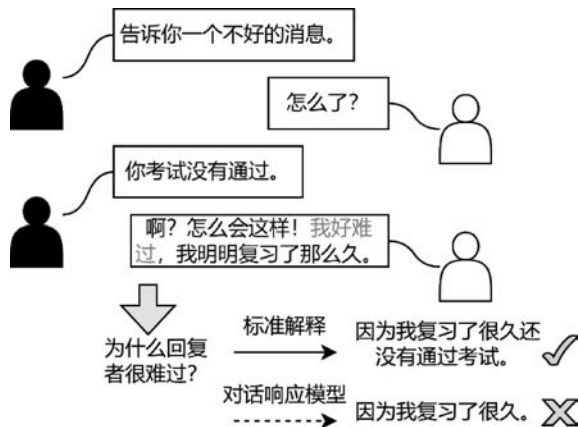 告诉你一个不好的消息。
怎么了？
你考试没有通过。
啊？怎么会这样！我好难
过，我明明复习了那么久。
为什么回复
者很难过？
标准解释
因为我复习了很久还
没有通过考试。
对话响应模型
因为我复习了很久。